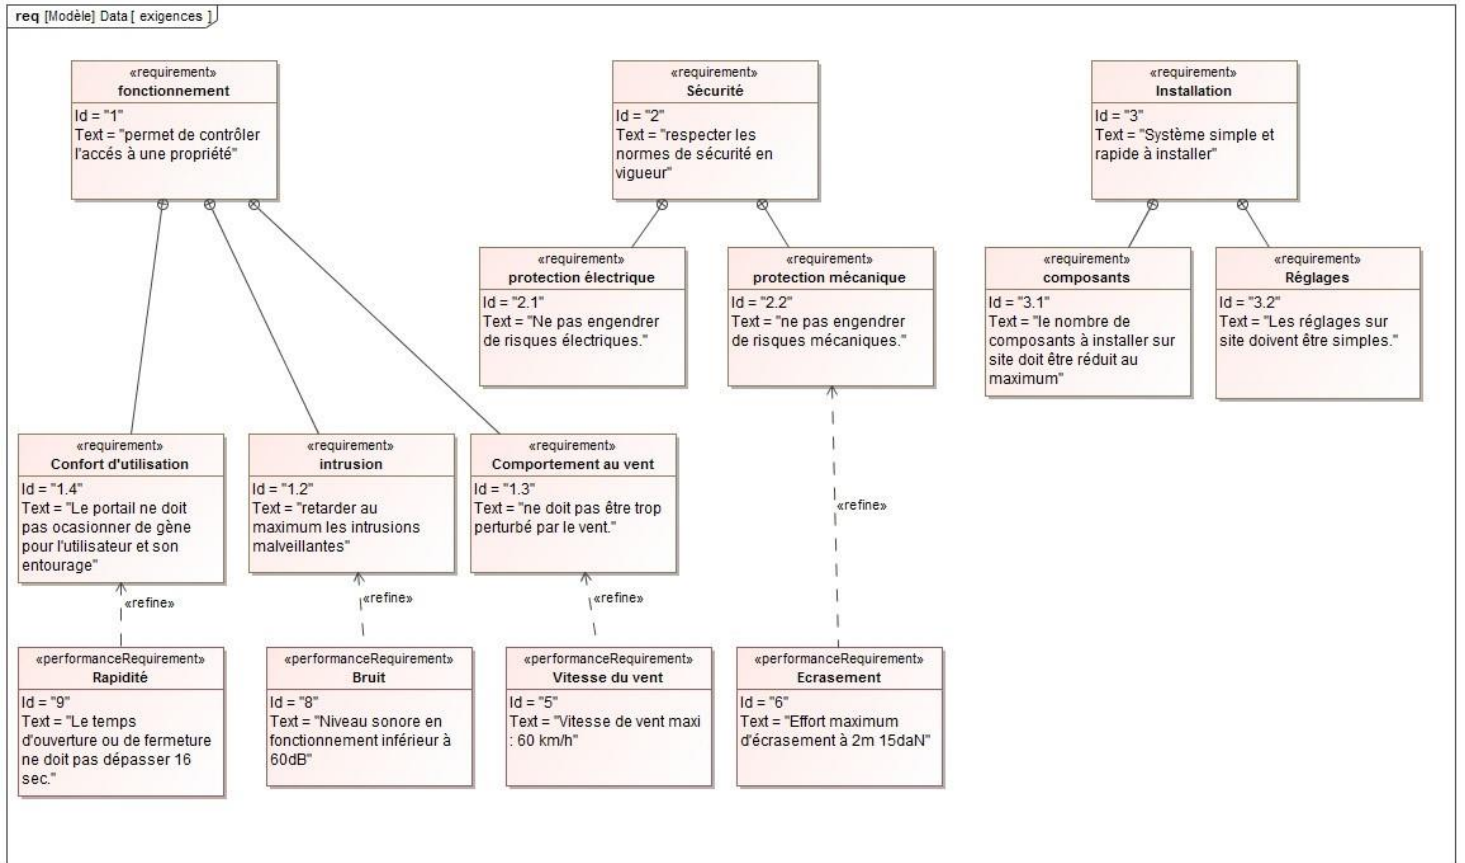 req [Modèle] Data [ exigences ]
«requirement»
fonctionnement
Id = "1"
Text = "permet de contrôler
l'accés à une propriété"
«requirement»
Sécurité
Id = "2"
Text = "respecter les
normes de sécurité en
vigueur"
«requirement»
Installation
Id = "3"
Text = "Système simple et
rapide à installer"
«requirement»
protection électrique
Id = "2.1"
Text = "Ne pas engendrer
de risques électriques."
«requirement»
protection mécanique
Id = "2.2"
Text = "ne pas engendrer
de risques mécaniques."
«requirement»
composants
Id = "3.1"
Text = "le nombre de
composants à installer sur
site doit être réduit au
maximum"
«requirement»
Réglages
Id = "3.2"
Text = "Les réglages sur
site doivent être simples."
«requirement»
Confort d'utilisation
Id = "1.4"
Text = "Le portail ne doit
pas ocasionner de gène
pour l'utilisateur et son
entourage"
«requirement»
intrusion
Id = "1.2"
Text = "retarder au
maximum les intrusions
malveillantes"
«requirement»
Comportement au vent
Id = "1.3"
Text = "ne doit pas être trop
perturbé par le vent."
«refine»
«refine»
«refine»
«refine»
«performanceRequirement»
Rapidité
Id = "9"
Text = "Le temps
d'ouverture ou de fermeture
ne doit pas dépasser 16
sec."
«performanceRequirement»
Bruit
Id = "8"
Text = "Niveau sonore en
fonctionnement inférieur à
60dB"
«performanceRequirement»
Vitesse du vent
Id = "5"
Text = "Vitesse de vent maxi
: 60 km/h"
«performanceRequirement»
Ecrasement
Id = "6"
Text = "Effort maximum
d'écrasement à 2m 15daN"